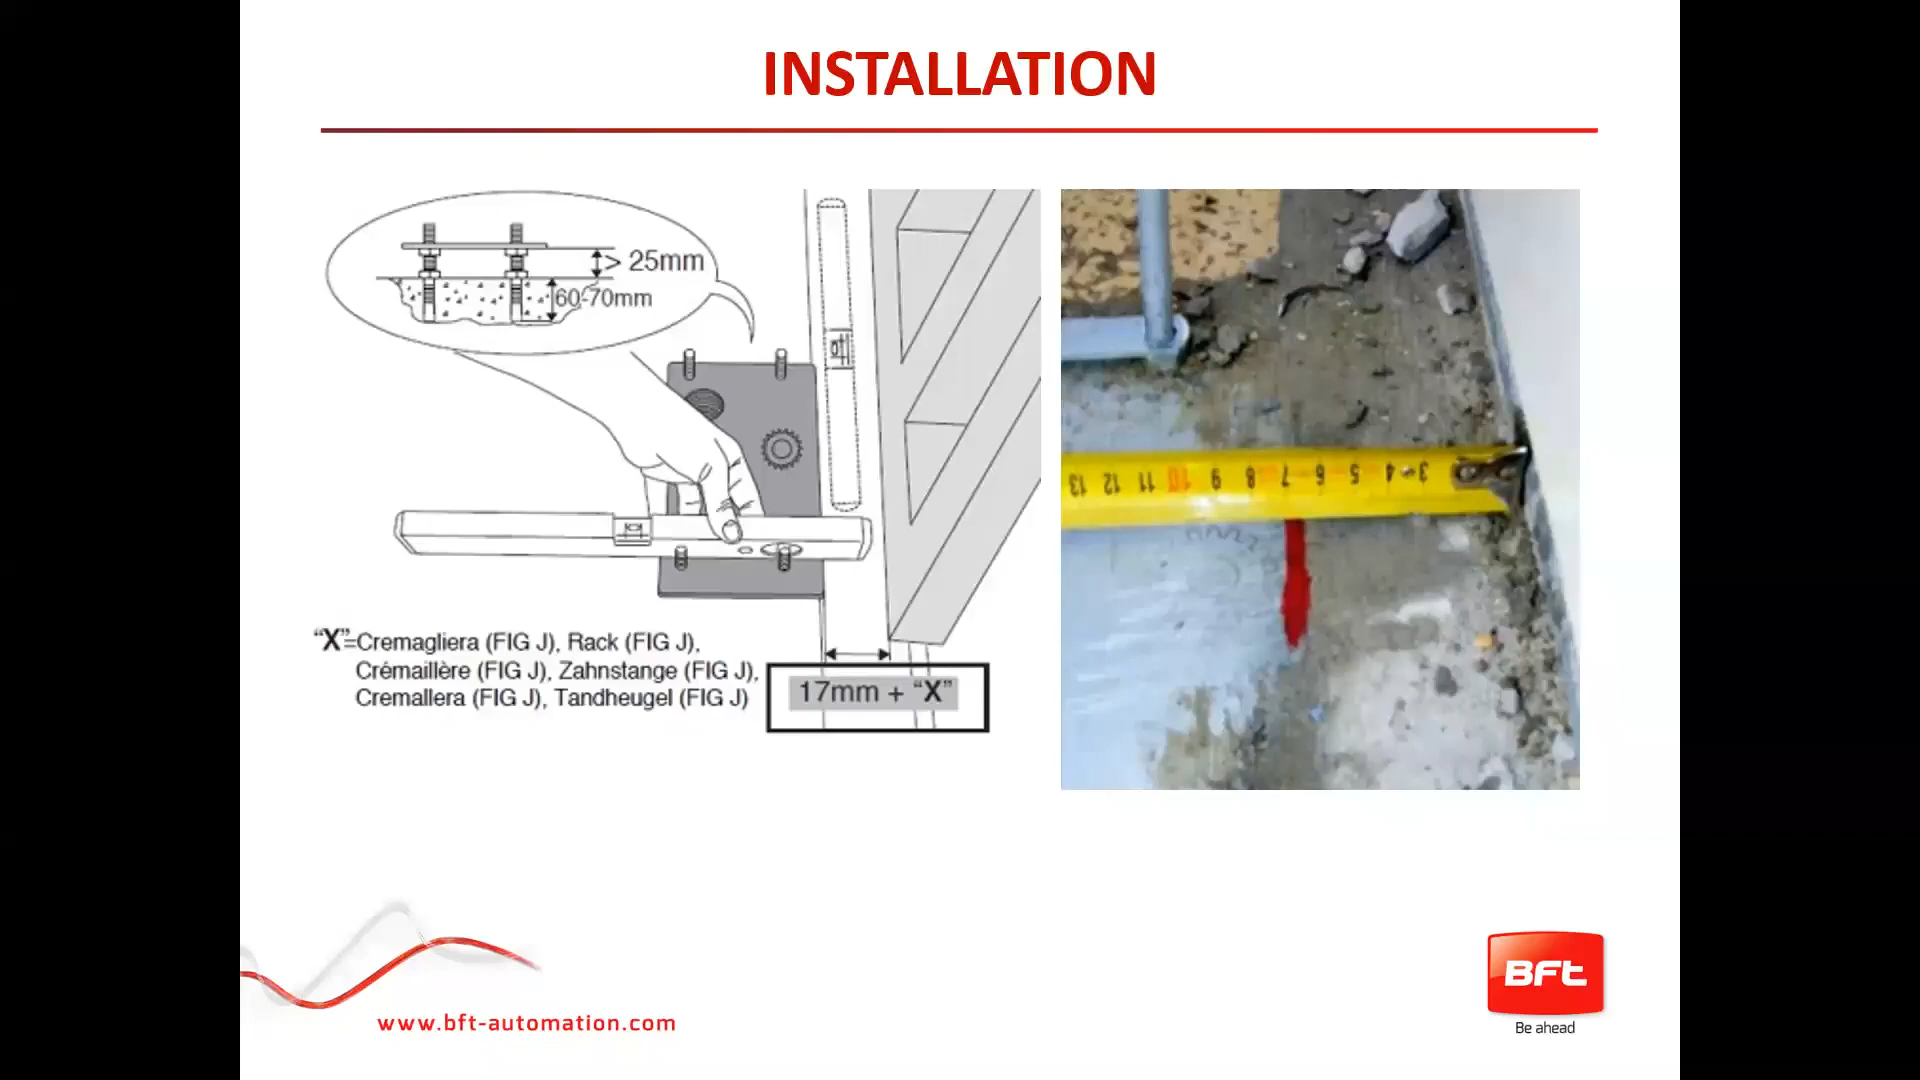 INSTALLATION
> 25mm
60-70mm
“X”=Cremagliera (FIG J), Rack (FIG J),
Crémaillère (FIG J), Zahnstange (FIG J),
Cremallera (FIG J), Tandheugel (FIG J)
17mm + “X”
13 12 11 10 9 8 7 6 5 4 3
www.bft-automation.com
BFt
Be ahead